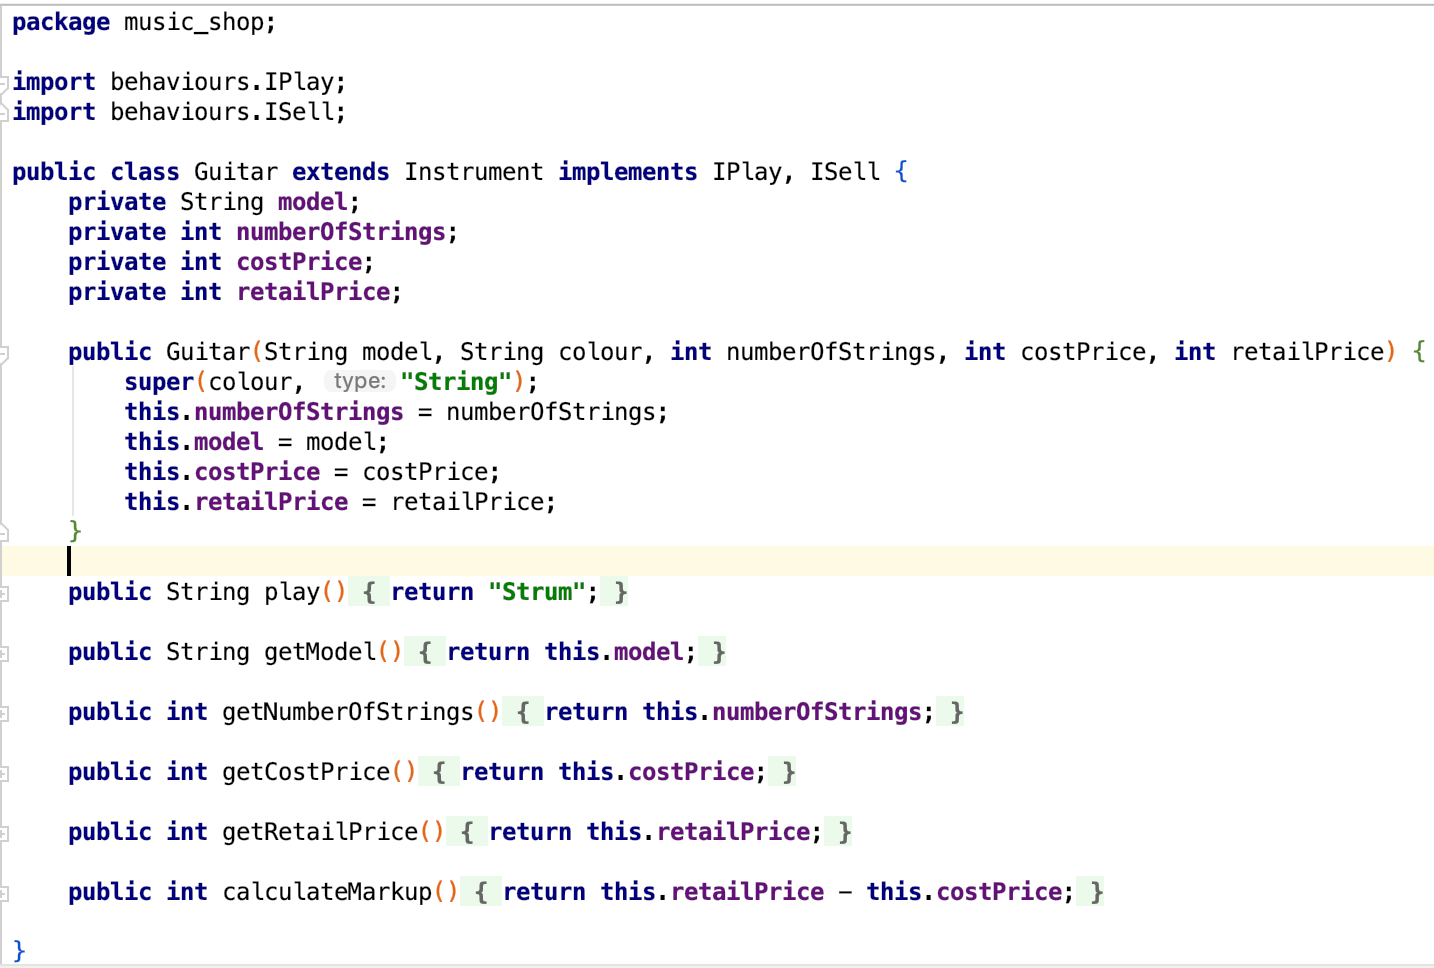 package music_shop;
import behaviours.IPlay;
import behaviours.ISell;
public class Guitar extends Instrument implements IPlay, ISell {
    private String model;
    private int numberOfStrings;
    private int costPrice;
    private int retailPrice;
    public Guitar(String model, String colour, int numberOfStrings, int costPrice, int retailPrice) {
        super(colour, type: "String");
        this.numberOfStrings = numberOfStrings;
        this.model = model;
        this.costPrice = costPrice;
        this.retailPrice = retailPrice;
    }
    public String play() { return "Strum"; }
    public String getModel() { return this.model; }
    public int getNumberOfStrings() { return this.numberOfStrings; }
    public int getCostPrice() { return this.costPrice; }
    public int getRetailPrice() { return this.retailPrice; }
    public int calculateMarkup() { return this.retailPrice - this.costPrice; }
}